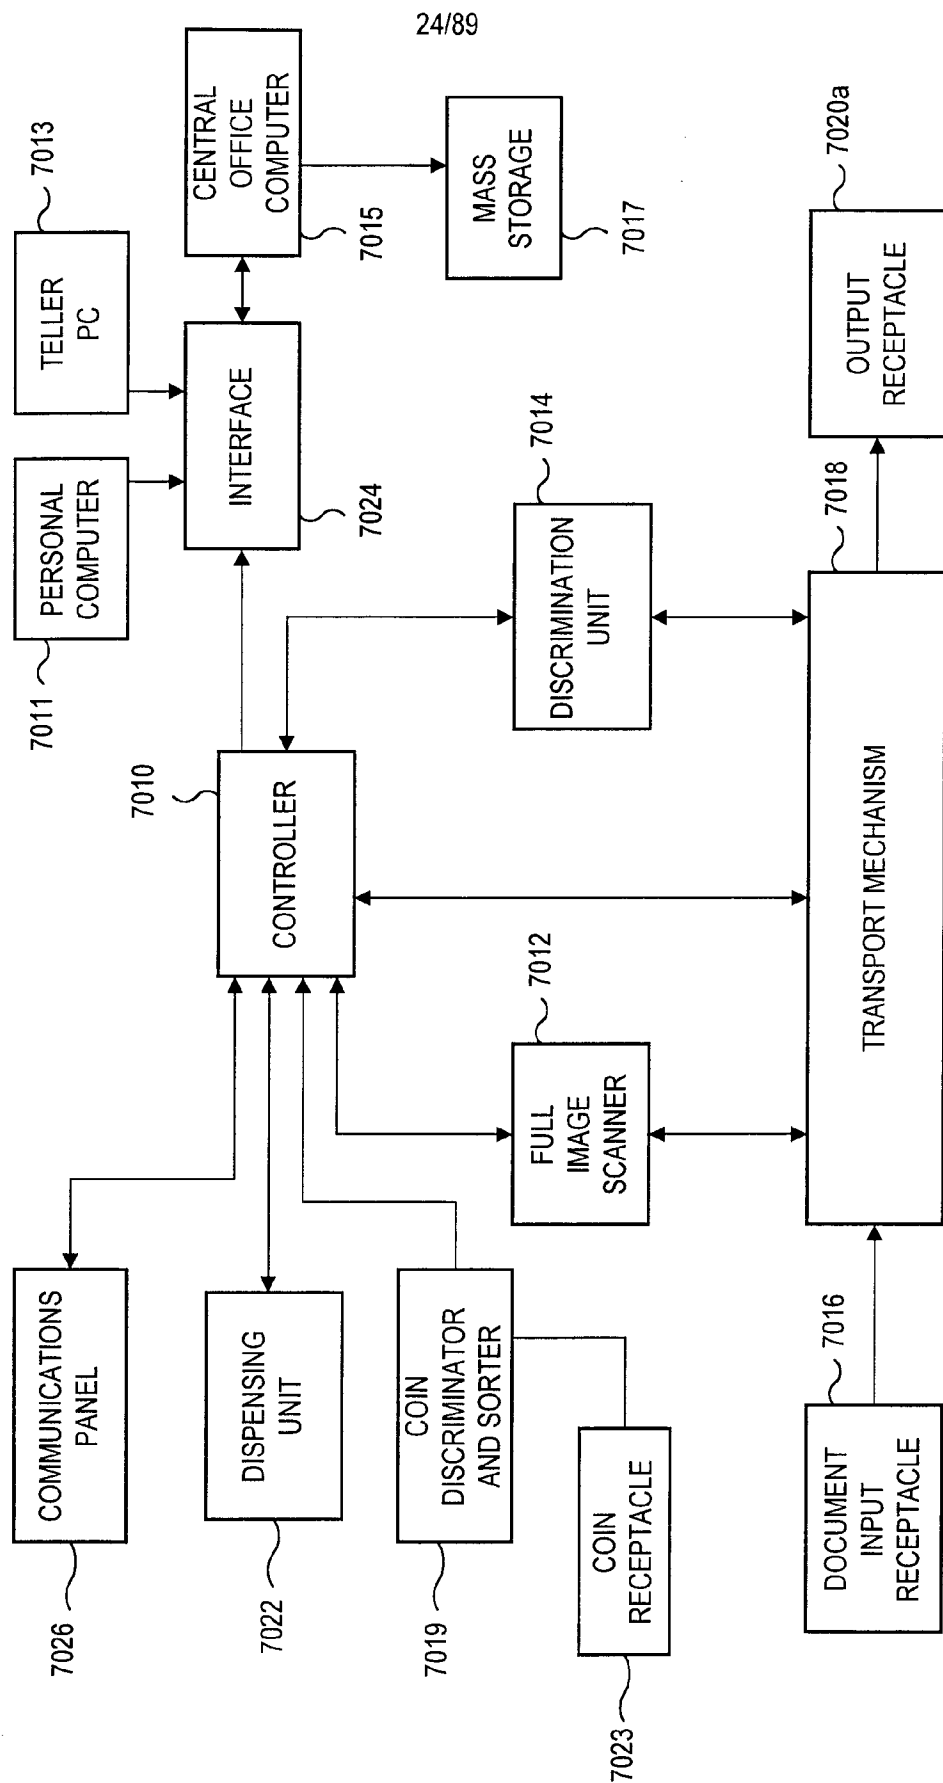 24/89
COMMUNICATIONS
PANEL
7026
DISPENSING
UNIT
7022
COIN
DISCRIMINATOR
AND SORTER
7019
COIN
RECEPTACLE
7023
DOCUMENT
INPUT
RECEPTACLE
7016
FULL
IMAGE
SCANNER
7012
CONTROLLER
7010
TRANSPORT MECHANISM
7018
DISCRIMINATION
UNIT
7014
PERSONAL
COMPUTER
7011
TELLER
PC
7013
INTERFACE
7024
CENTRAL
OFFICE
COMPUTER
7015
MASS
STORAGE
7017
OUTPUT
RECEPTACLE
7020a